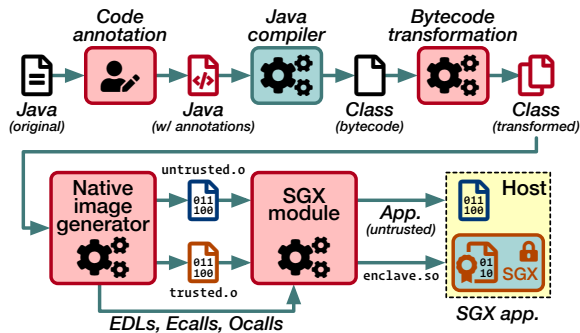 Code
annotation
Java
compiler
Bytecode
transformation
Java
(original)
Java
(w/ annotations)
Class
(bytecode)
Class
(transformed)
Native
image
generator
untrusted.o
011
100
trusted.o
011
100
SGX
module
App.
(untrusted)
enclave.so
Host
011
100
01
10
SGX
EDLs, Ecalls, Ocalls
SGX app.